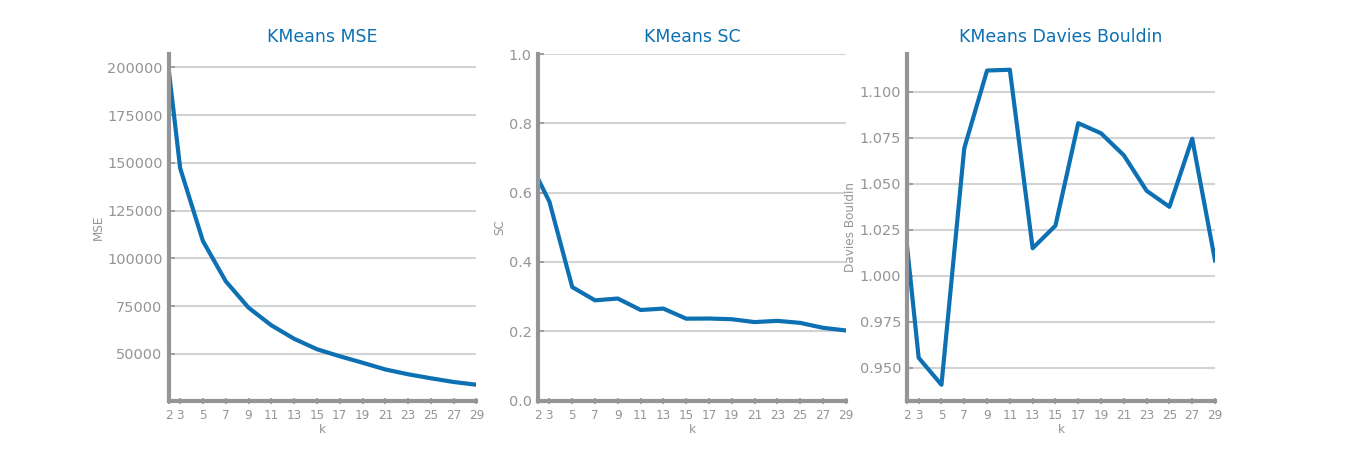 KMeans MSE
200000
175000
150000
125000
100000
75000
50000
MSE
2 3 5 7 9 11 13 15 17 19 21 23 25 27 29
k
KMeans SC
1.0
0.8
0.6
0.4
0.2
0.0
SC
2 3 5 7 9 11 13 15 17 19 21 23 25 27 29
k
KMeans Davies Bouldin
1.100
1.075
1.050
1.025
1.000
0.975
0.950
Davies Bouldin
2 3 5 7 9 11 13 15 17 19 21 23 25 27 29
k